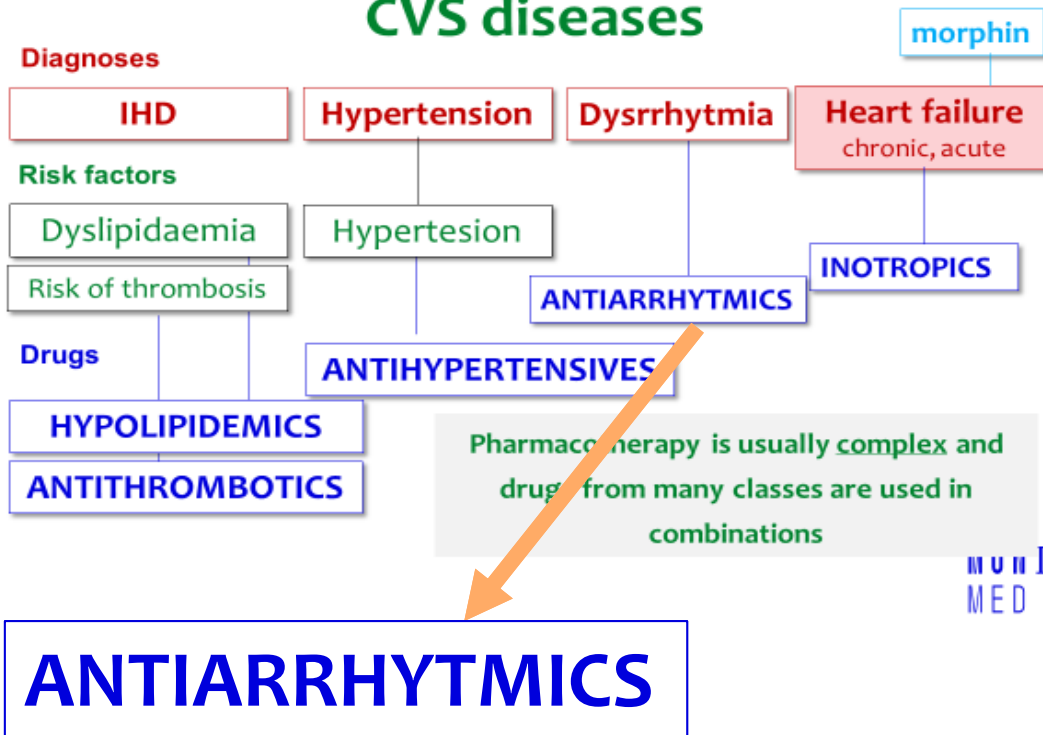 CVS diseases
morphin
Diagnoses
IHD
Hypertension
Dysrrhytmia
Heart failure
chronic, acute
Risk factors
Dyslipidaemia
Hypertesion
Risk of thrombosis
INOTROPICS
ANTIARRHYTMICS
Drugs
ANTIHYPERTENSIVES
HYPOLIPIDEMICS
ANTITHROMBOTICS
Pharmacotherapy is usually complex and
drugs from many classes are used in
combinations
MUNI
MED
ANTIARRHYTMICS